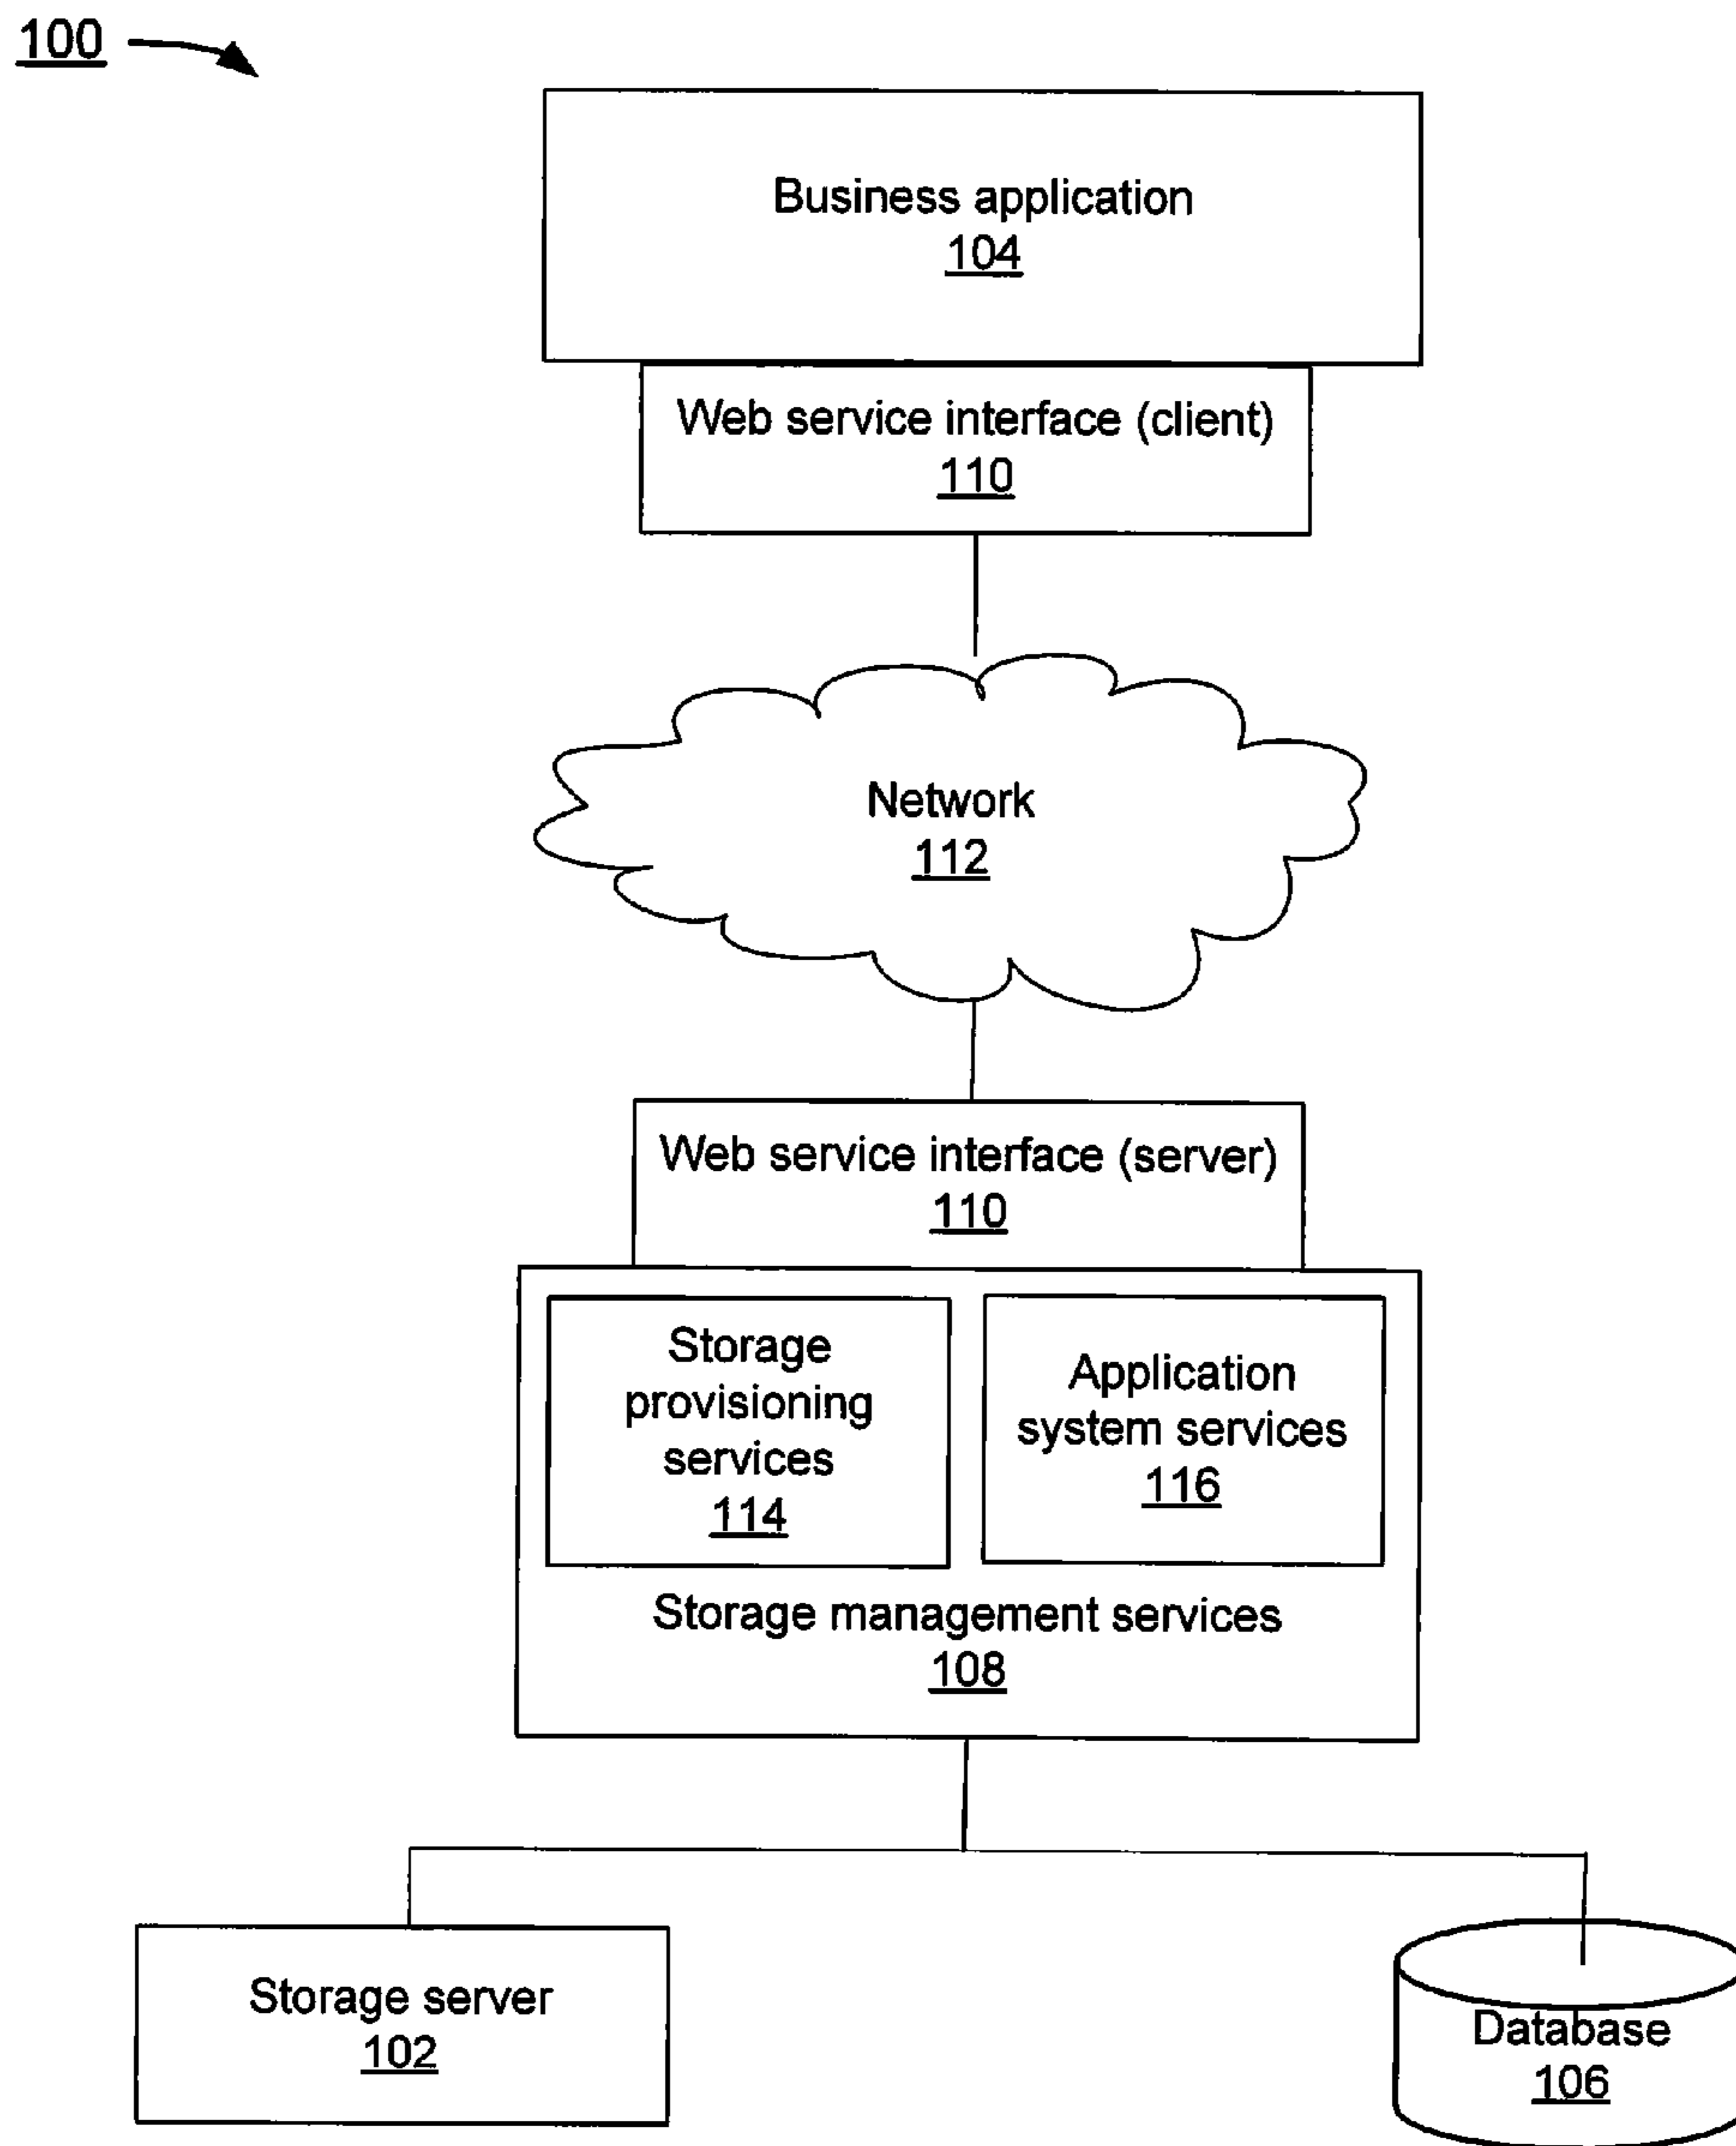 100
Business application
104
Web service interface (client)
110
Network
112
Web service interface (server)
110
Storage
provisioning
services
114
Application
system services
116
Storage management services
108
Storage server
102
Database
106